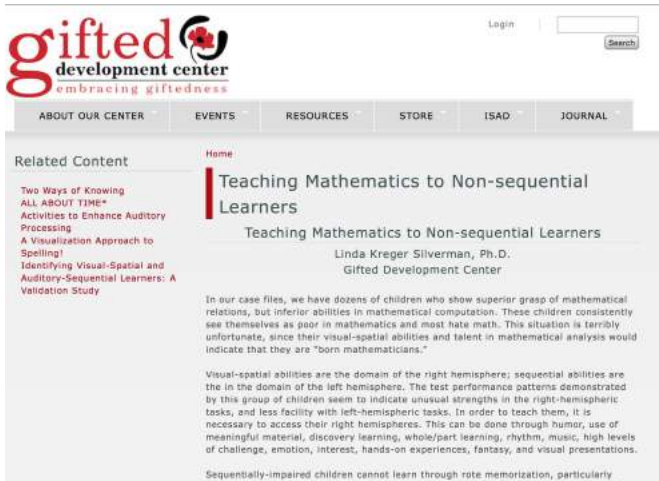 gifted
development center
embracing giftedness
Login
Search
ABOUT OUR CENTER
EVENTS
RESOURCES
STORE
ISAD
JOURNAL
Related Content
Two Ways of Knowing
ALL ABOUT TIME*
Activities to Enhance Auditory
Processing
A Visualization Approach to
Spelling!
Identifying Visual-Spatial and
Auditory-Sequential Learners: A
Validation Study
Home
Teaching Mathematics to Non-sequential
Learners
Teaching Mathematics to Non-sequential Learners
Linda Kreger Silverman, Ph.D.
Gifted Development Center
In our case files, we have dozens of children who show superior grasp of mathematical
relations, but inferior abilities in mathematical computation. These children consistently
see themselves as poor in mathematics and most hate math. This situation is terribly
unfortunate, since their visual-spatial abilities and talent in mathematical analysis would
indicate that they are "born mathematicians."
Visual-spatial abilities are the domain of the right hemisphere; sequential abilities are
the in the domain of the left hemisphere. The test performance patterns demonstrated
by this group of children seem to indicate unusual strengths in the right-hemispheric
tasks, and less facility with left-hemispheric tasks. In order to teach them, it is
necessary to access their right hemispheres. This can be done through humor, use of
meaningful material, discovery learning, whole/part learning, rhythm, music, high levels
of challenge, emotion, interest, hands-on experiences, fantasy, and visual presentations.
Sequentially-impaired children cannot learn through rote memorization, particularly